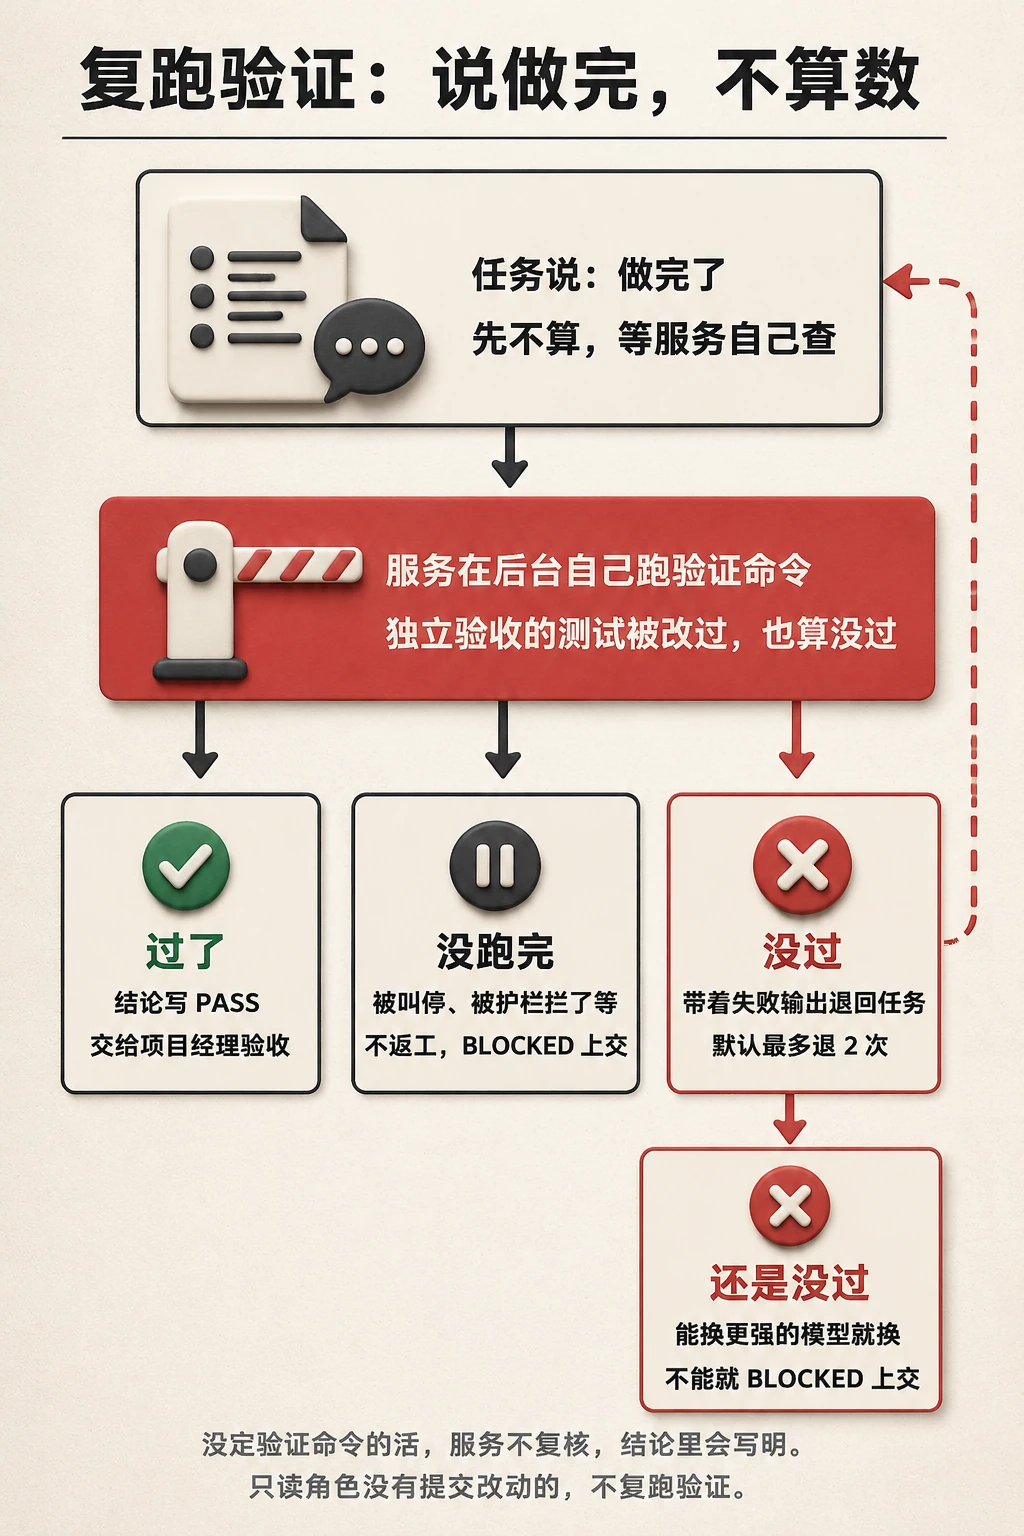 复跑验证：说做完，不算数
任务说：做完了
先不算，等服务自己查
服务在后台自己跑验证命令
独立验收的测试被改过，也算没过
过了
结论写 PASS
交给项目经理验收
没跑完
被叫停、被护栏拦了等
不返工，BLOCKED 上交
没过
带着失败输出退回任务
默认最多退 2 次
还是没过
能换更强的模型就换
不能就 BLOCKED 上交
没定验证命令的活，服务不复核，结论里会写明。
只读角色没有提交改动的，不复跑验证。